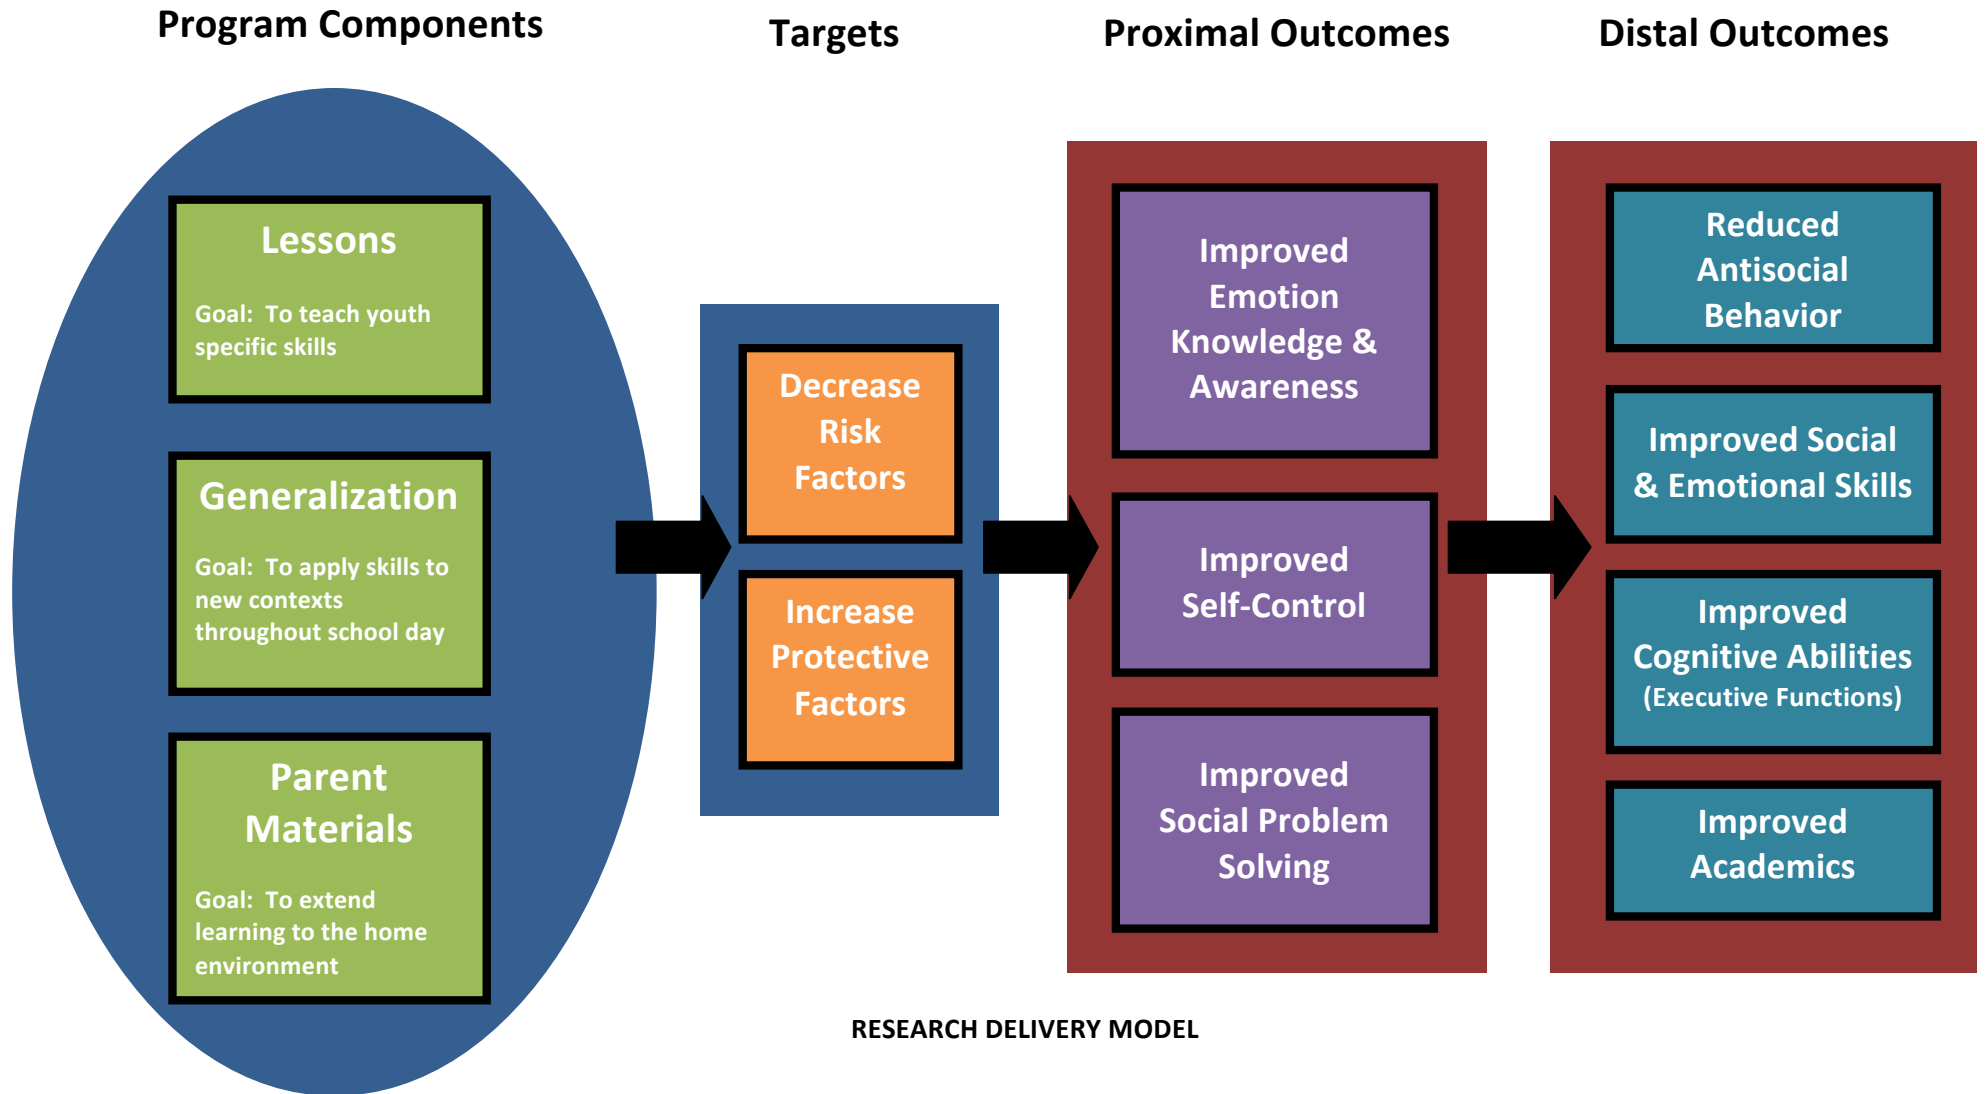 Program Components
Targets
Proximal Outcomes
Distal Outcomes
Lessons
Goal:  To teach youth
specific skills
Generalization
Goal:  To apply skills to
new contexts
throughout school day
Parent
Materials
Goal:  To extend
learning to the home
environment
Decrease
Risk
Factors
Increase
Protective
Factors
Improved
Emotion
Knowledge &
Awareness
Improved
Self-Control
Improved
Social Problem
Solving
Reduced
Antisocial
Behavior
Improved Social
& Emotional Skills
Improved
Cognitive Abilities
(Executive Functions)
Improved
Academics
RESEARCH DELIVERY MODEL